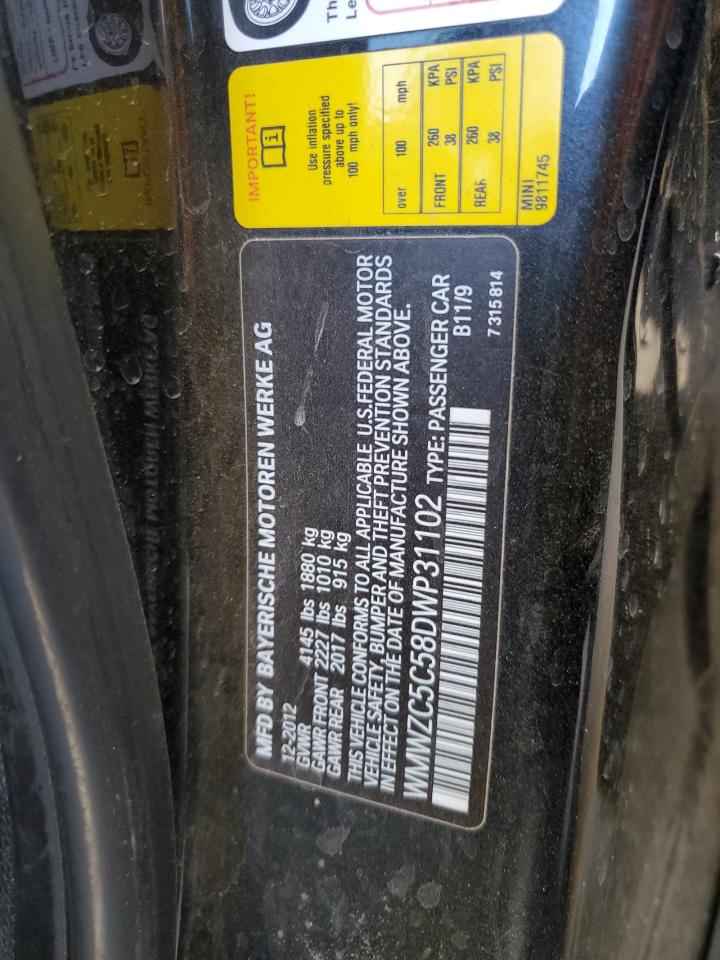 MFD BY BAYERISCHE MOTOREN WERKE AG
12-2012
GVWR 4145 lbs 1880 kg
GAWR FRONT 2227 lbs 1010 kg
GAWR REAR 2017 lbs 915 kg
THIS VEHICLE CONFORMS TO ALL APPLICABLE U.S. FEDERAL MOTOR
VEHICLE SAFETY, BUMPER AND THEFT PREVENTION STANDARDS
IN EFFECT ON THE DATE OF MANUFACTURE SHOWN ABOVE.
WMWZC5C58DWP31102 TYPE: PASSENGER CAR
B11/9
7 315 814
IMPORTANT!
Use inflation
pressure specified
above up to
100 mph only!
over 100 mph
FRONT 260 KPA
38 PSI
REAR 260 KPA
38 PSI
MINI
9811745